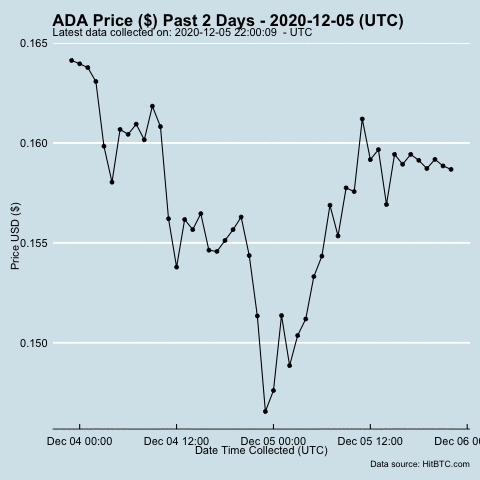 ADA Price ($) Past 2 Days - 2020-12-05 (UTC)
Latest data collected on: 2020-12-05 22:00:09 - UTC
0.165
0.160
0.155
0.150
Price USD ($)
Dec 04 00:00 Dec 04 12:00 Dec 05 00:00 Dec 05 12:00 Dec 06 0
Date Time Collected (UTC)
Data source: HitBTC.com